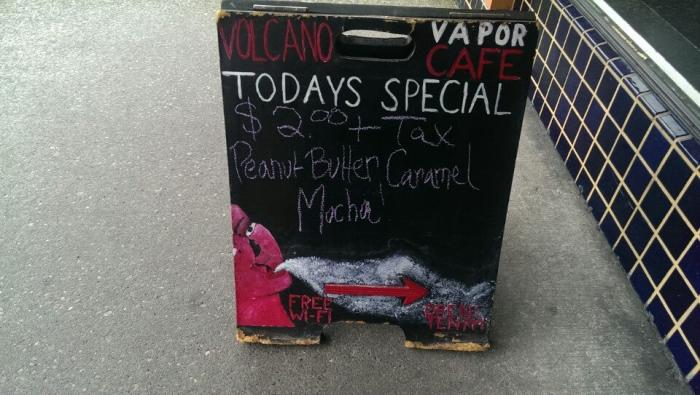 VOLCANO VAPOR
CAFE
TODAYS SPECIAL
$2.00 + Tax
Peanut Butter Caramel
Mocha!
FREE
WI-FI